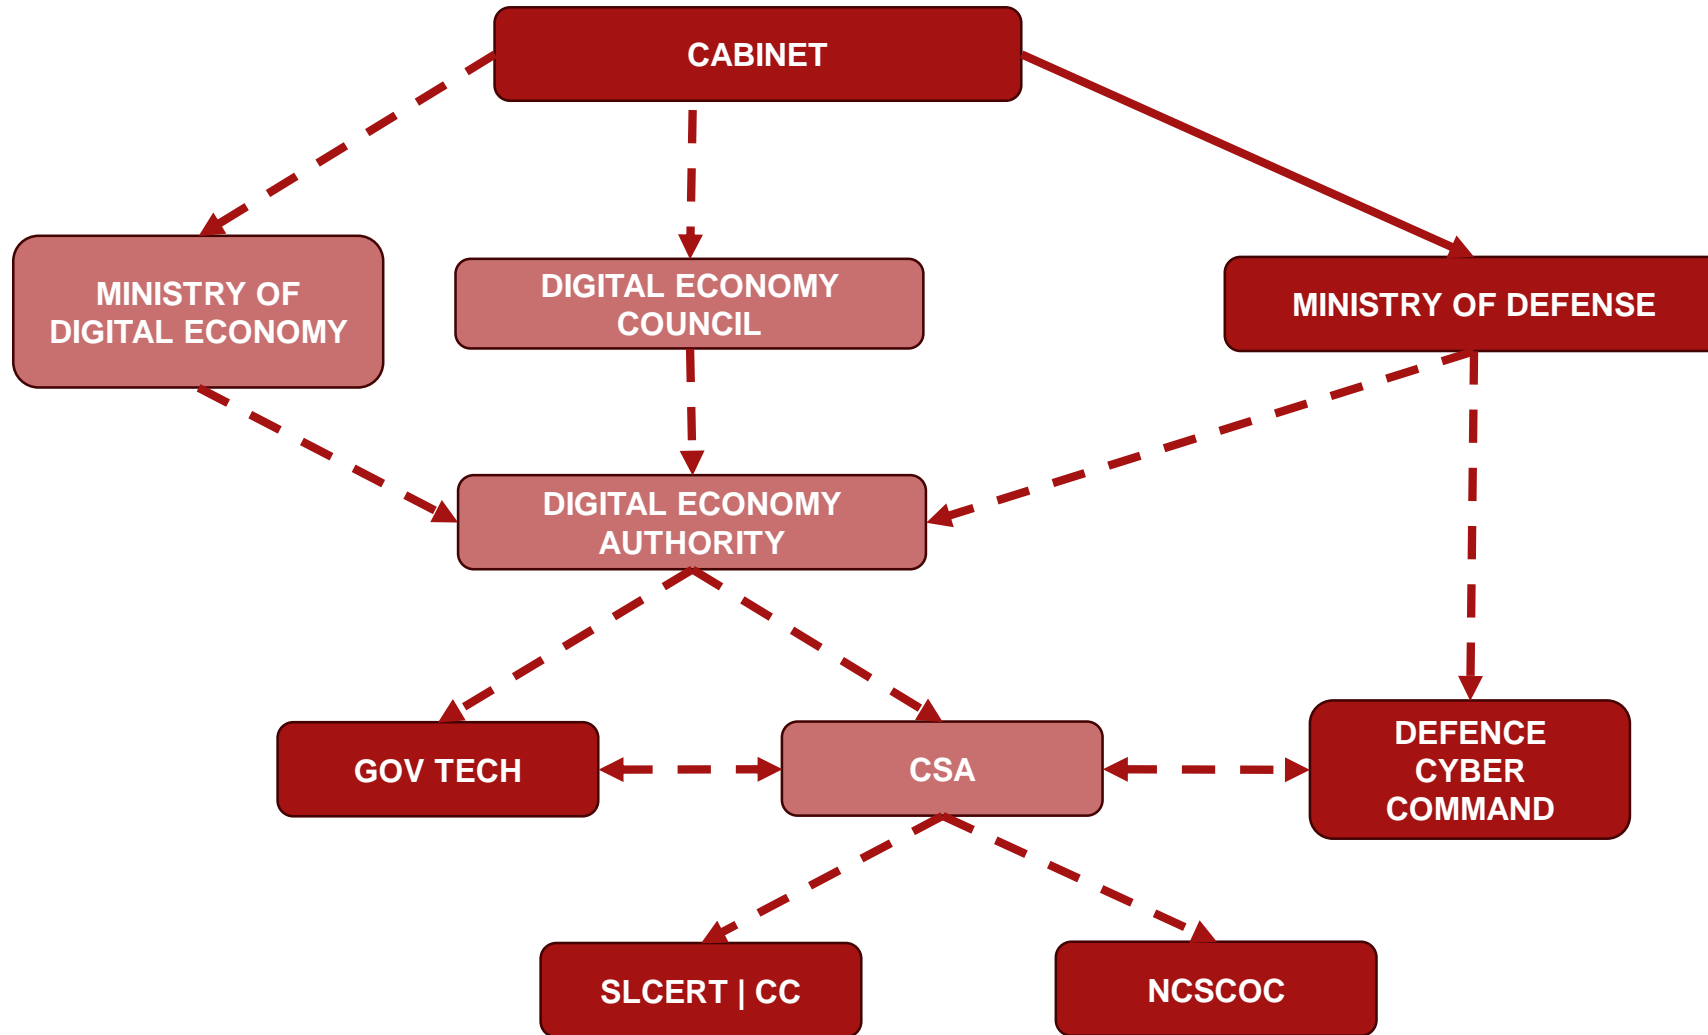 CABINET
MINISTRY OF
DIGITAL ECONOMY
DIGITAL ECONOMY
COUNCIL
MINISTRY OF DEFENSE
DIGITAL ECONOMY
AUTHORITY
GOV TECH
CSA
DEFENCE
CYBER
COMMAND
SLCERT | CC
NCSCOC